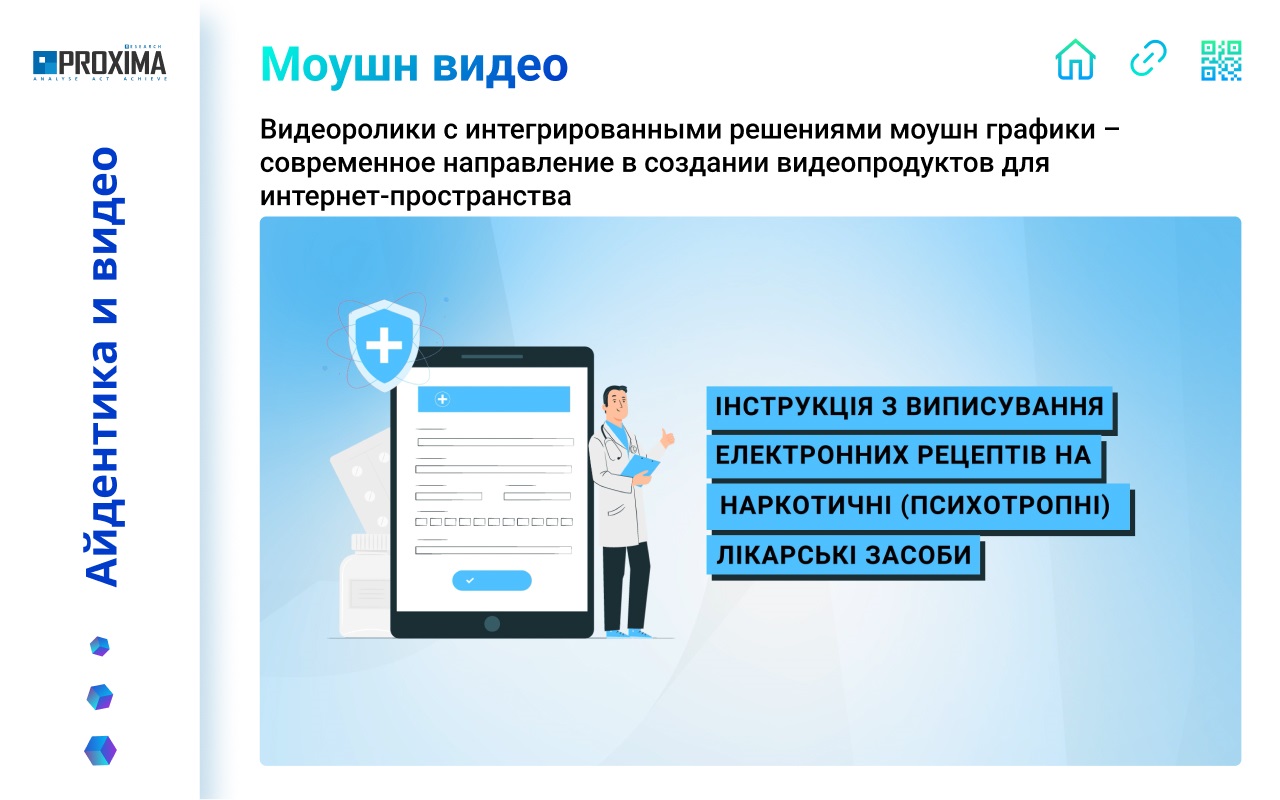 RESEARCH
PROXIMA
ANALYSE ACT ACHIEVE
Айдентика и видео
Моушн видео
Видеоролики с интегрированными решениями моушн графики –
современное направление в создании видеопродуктов для
интернет-пространства
ІНСТРУКЦІЯ З ВИПИСУВАННЯ
ЕЛЕКТРОННИХ РЕЦЕПТІВ НА
НАРКОТИЧНІ (ПСИХОТРОПНІ)
ЛІКАРСЬКІ ЗАСОБИ